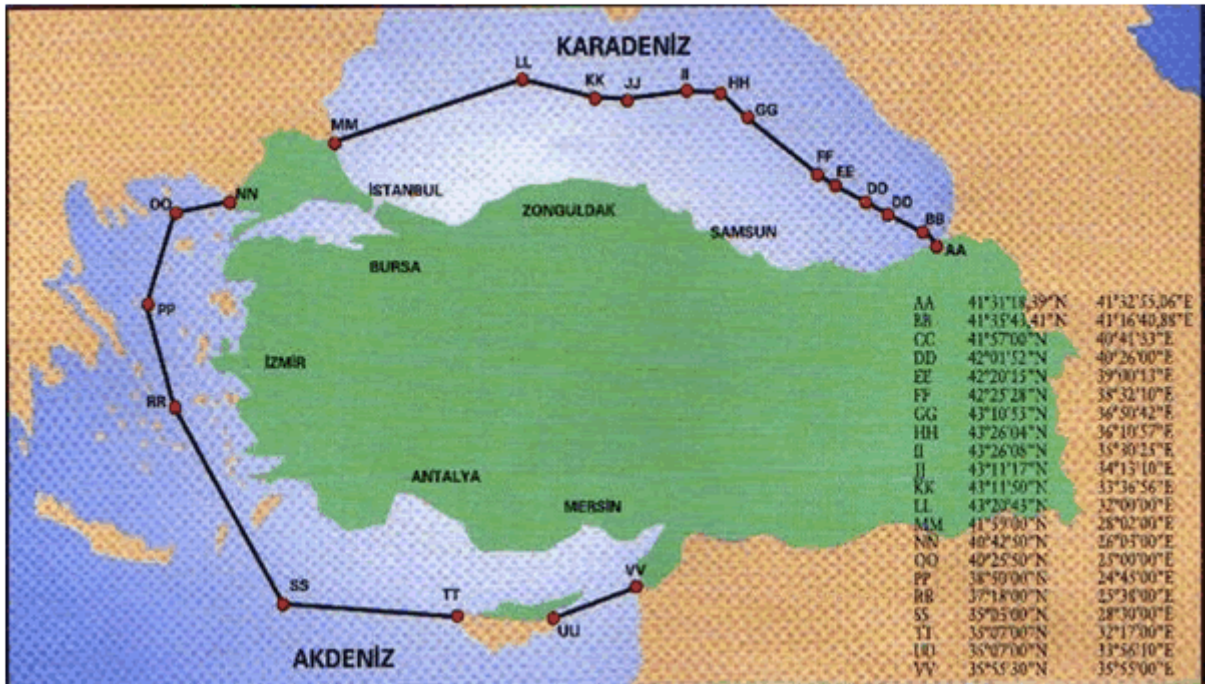 KARADENİZ
LL
KK
JJ
II
HH
GG
MM
FF
EE
DD
DD
BB
AA
NN
OO
İSTANBUL
ZONGULDAK
SAMSUN
BURSA
PP
İZMİR
RR
ANTALYA
MERSİN
SS
TT
UU
VV
AKDENİZ
AA 41°31'18,39"N 41°32'55,06"E
BB 41°35'43,41"N 41°16'40,88"E
CC 41°57'00"N 40°41'33"E
DD 42°01'52"N 40°26'00"E
EE 42°20'15"N 39°00'13"E
FF 42°25'28"N 38°32'10"E
GG 43°10'53"N 36°50'42"E
HH 43°26'04"N 36°10'57"E
II 43°26'08"N 35°30'25"E
JJ 43°11'17"N 34°13'10"E
KK 43°11'50"N 33°36'56"E
LL 43°20'43"N 32°00'00"E
MM 41°59'00"N 28°02'00"E
NN 40°42'50"N 26°03'00"E
OO 40°25'50"N 25°00'00"E
PP 38°50'00"N 24°45'00"E
RR 37°18'00"N 25°38'00"E
SS 35°05'00"N 28°30'00"E
TT 35°07'00"N 32°17'00"E
UU 35°07'00"N 33°56'10"E
VV 35°55'30"N 35°55'00"E